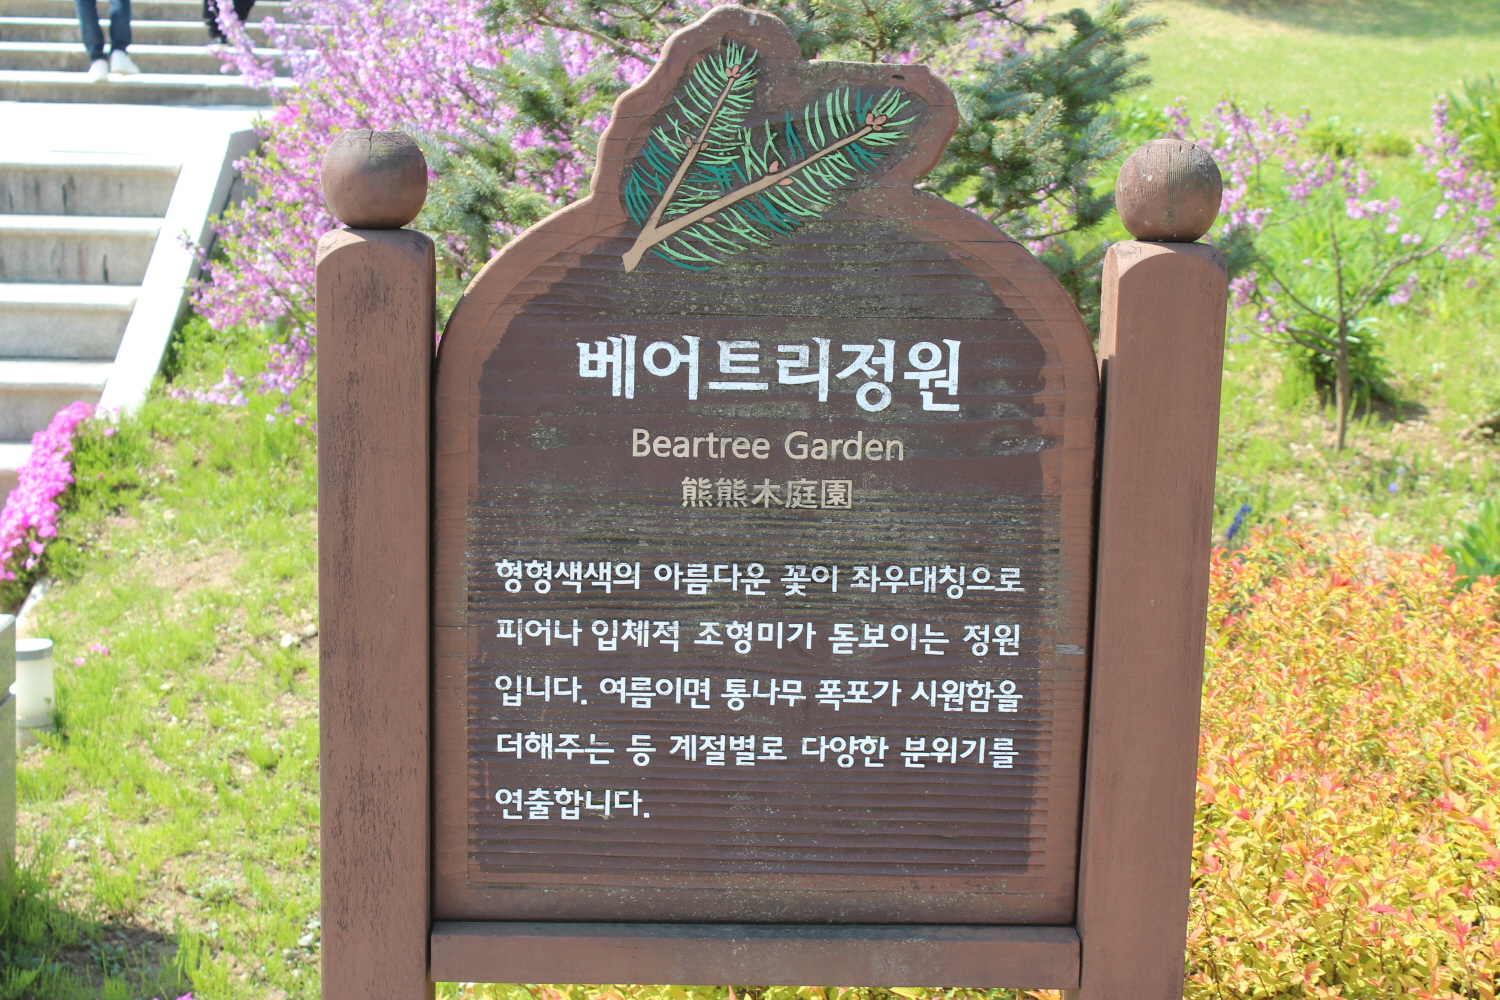 베어트리정원
Beartree Garden
熊熊木庭園
형형색색의 아름다운 꽃이 좌우대칭으로
피어나 입체적 조형미가 돋보이는 정원
입니다. 여름이면 통나무 폭포가 시원함을
더해주는 등 계절별로 다양한 분위기를
연출합니다.